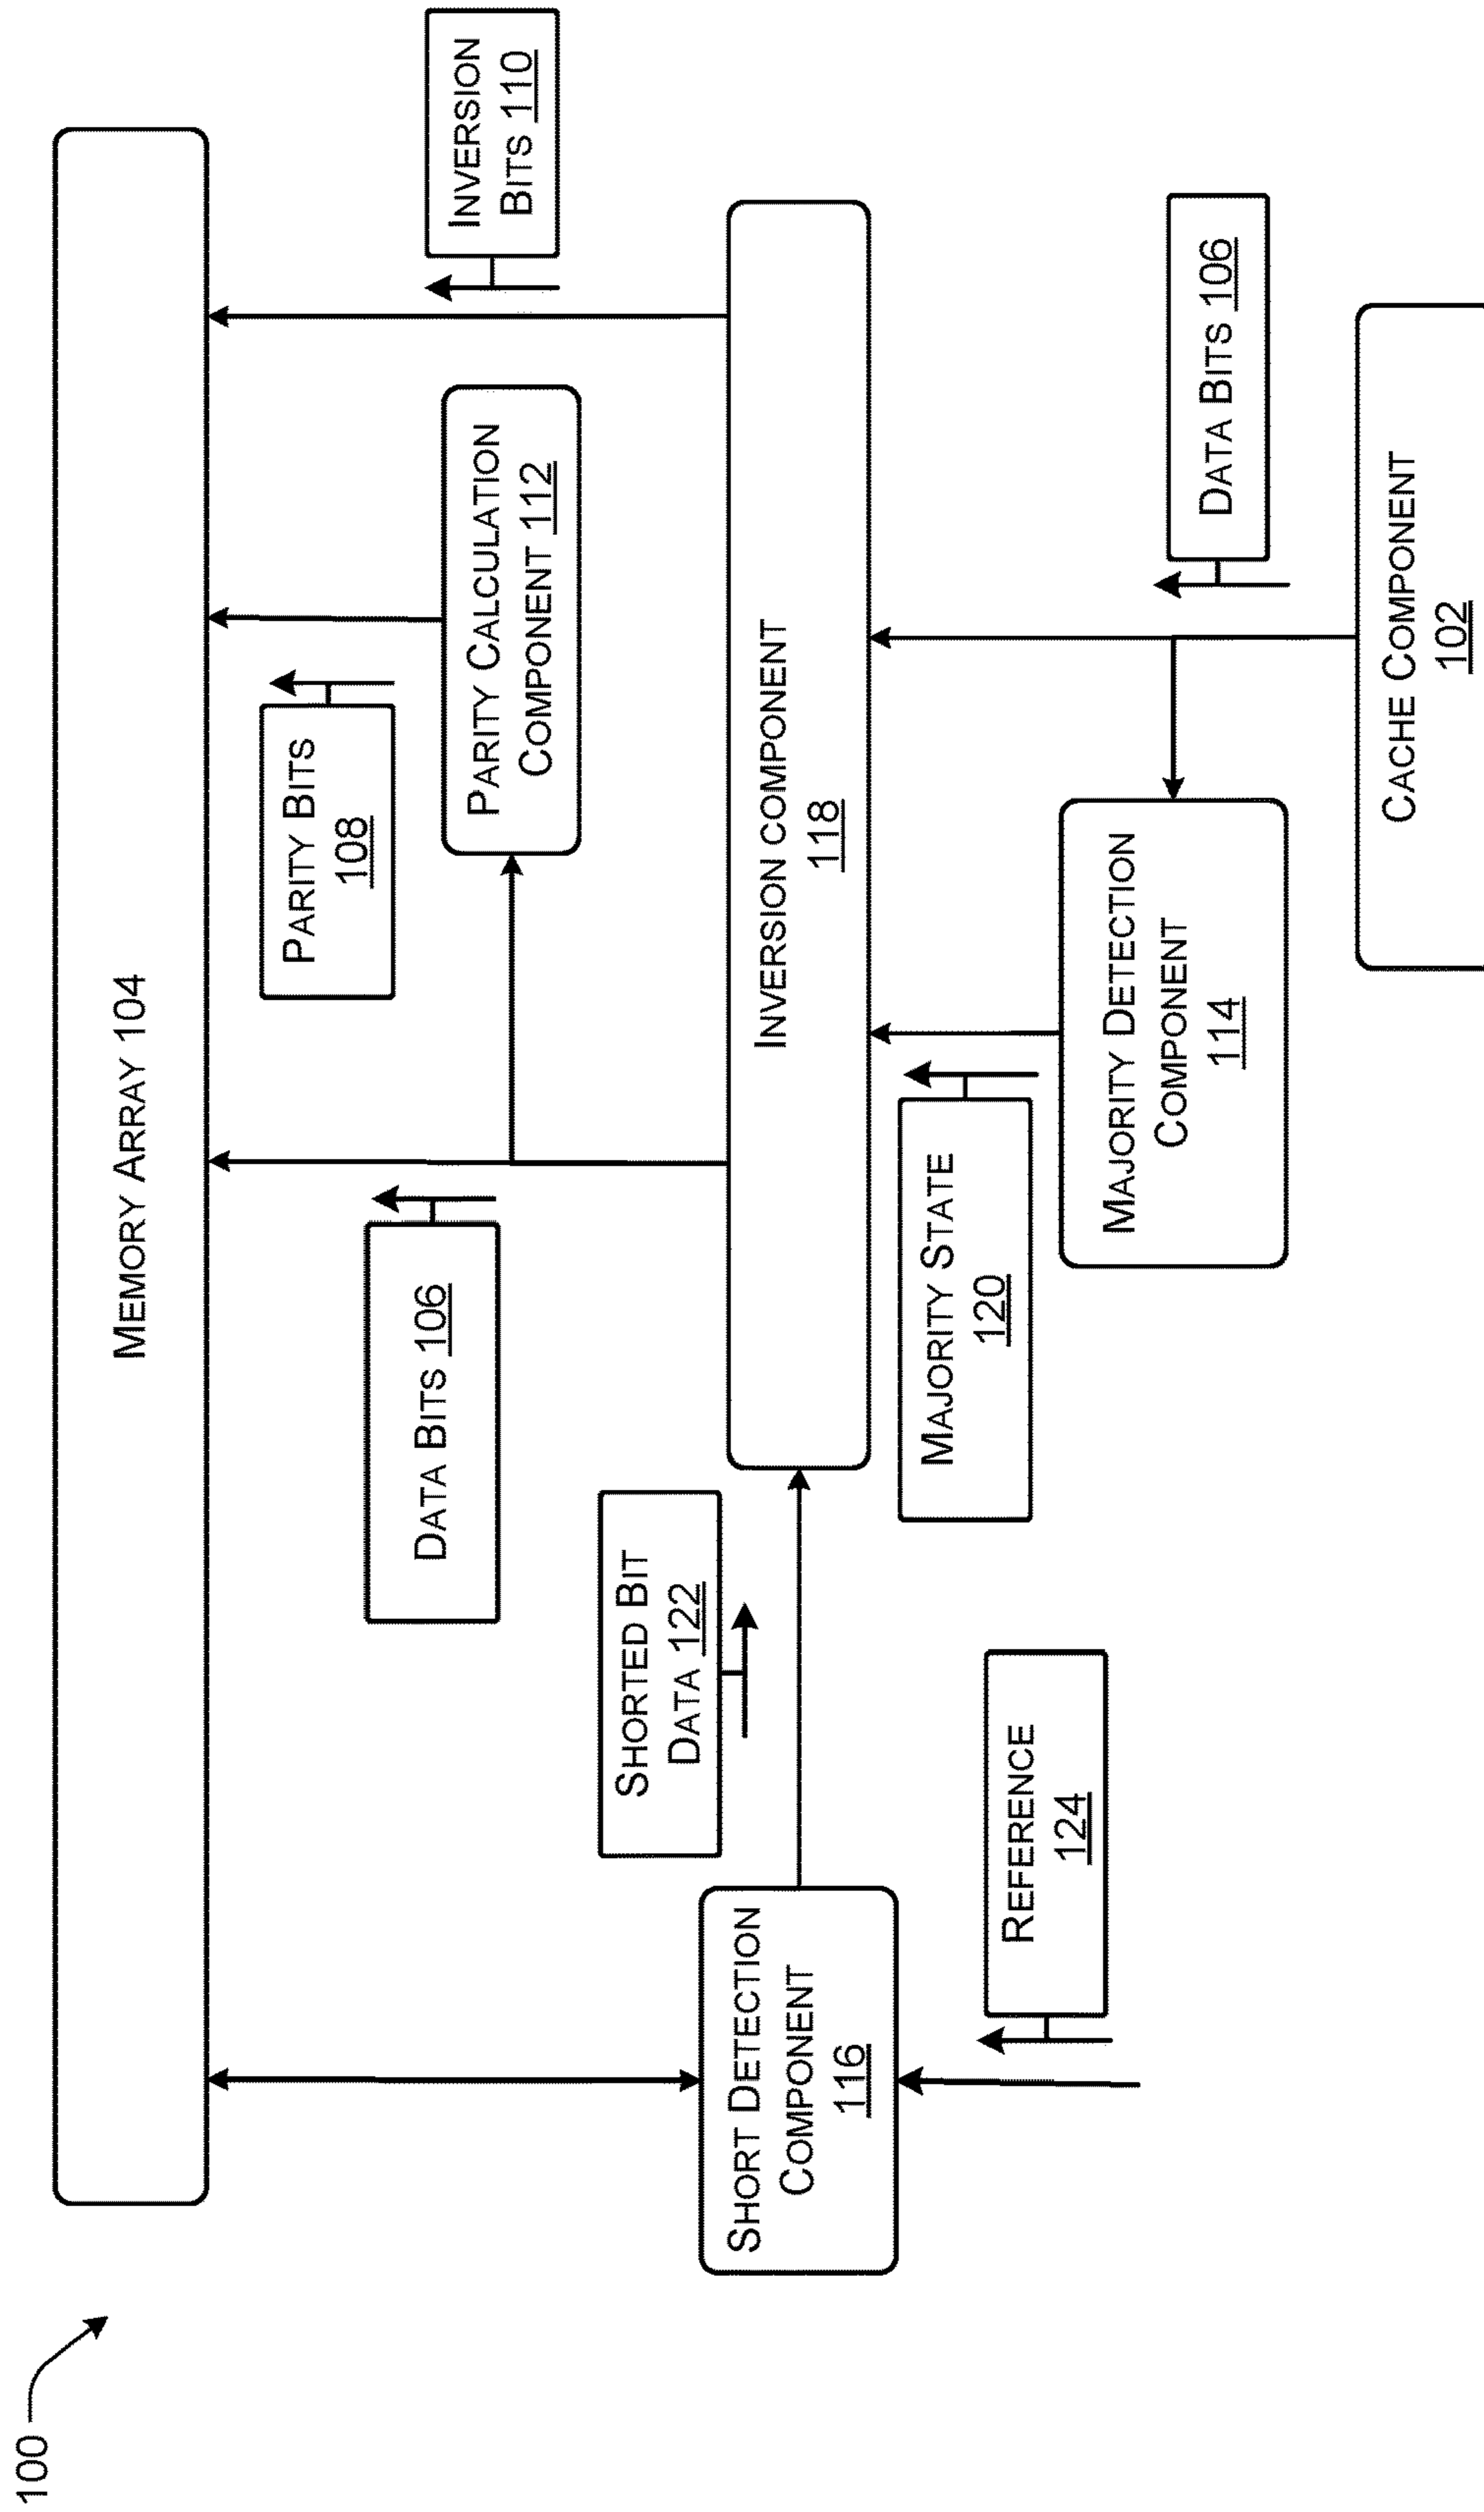 100
MEMORY ARRAY 104
DATA BITS 106
PARITY BITS
108
PARITY CALCULATION
COMPONENT 112
INVERSION
BITS 110
SHORTED BIT
DATA 122
SHORT DETECTION
COMPONENT
116
INVERSION COMPONENT
118
MAJORITY STATE
120
REFERENCE
124
MAJORITY DETECTION
COMPONENT
114
DATA BITS 106
CACHE COMPONENT
102